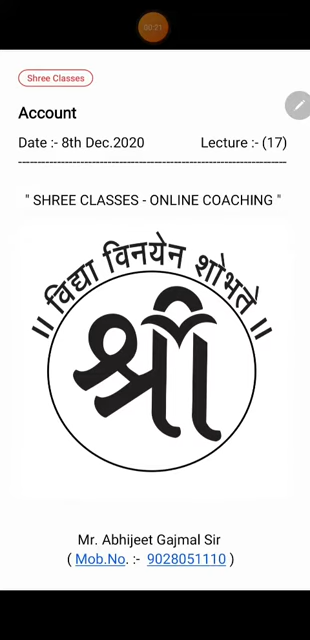 00:21
Shree Classes
Account
Date :- 8th Dec.2020 Lecture :- (17)
--------------------------------------------------------------------
" SHREE CLASSES - ONLINE COACHING "
॥ विद्या विनयेन शोभते ॥
श्री
Mr. Abhijeet Gajmal Sir
( Mob.No. :- 9028051110 )